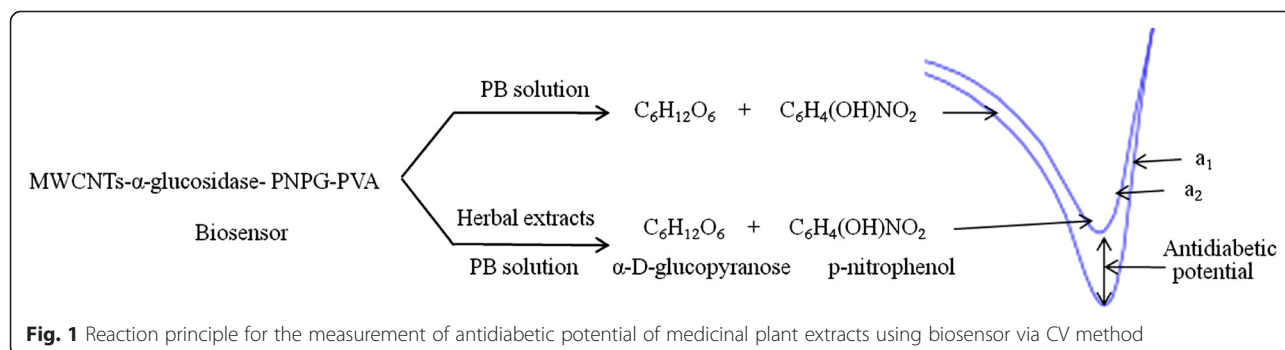 PB solution
C₆H₁₂O₆ + C₆H₄(OH)NO₂
MWCNTs-α-glucosidase- PNPG-PVA
Biosensor
Herbal extracts
PB solution
C₆H₁₂O₆ + C₆H₄(OH)NO₂
α-D-glucopyranose p-nitrophenol
a₁
a₂
Antidiabetic
potential
Fig. 1 Reaction principle for the measurement of antidiabetic potential of medicinal plant extracts using biosensor via CV method